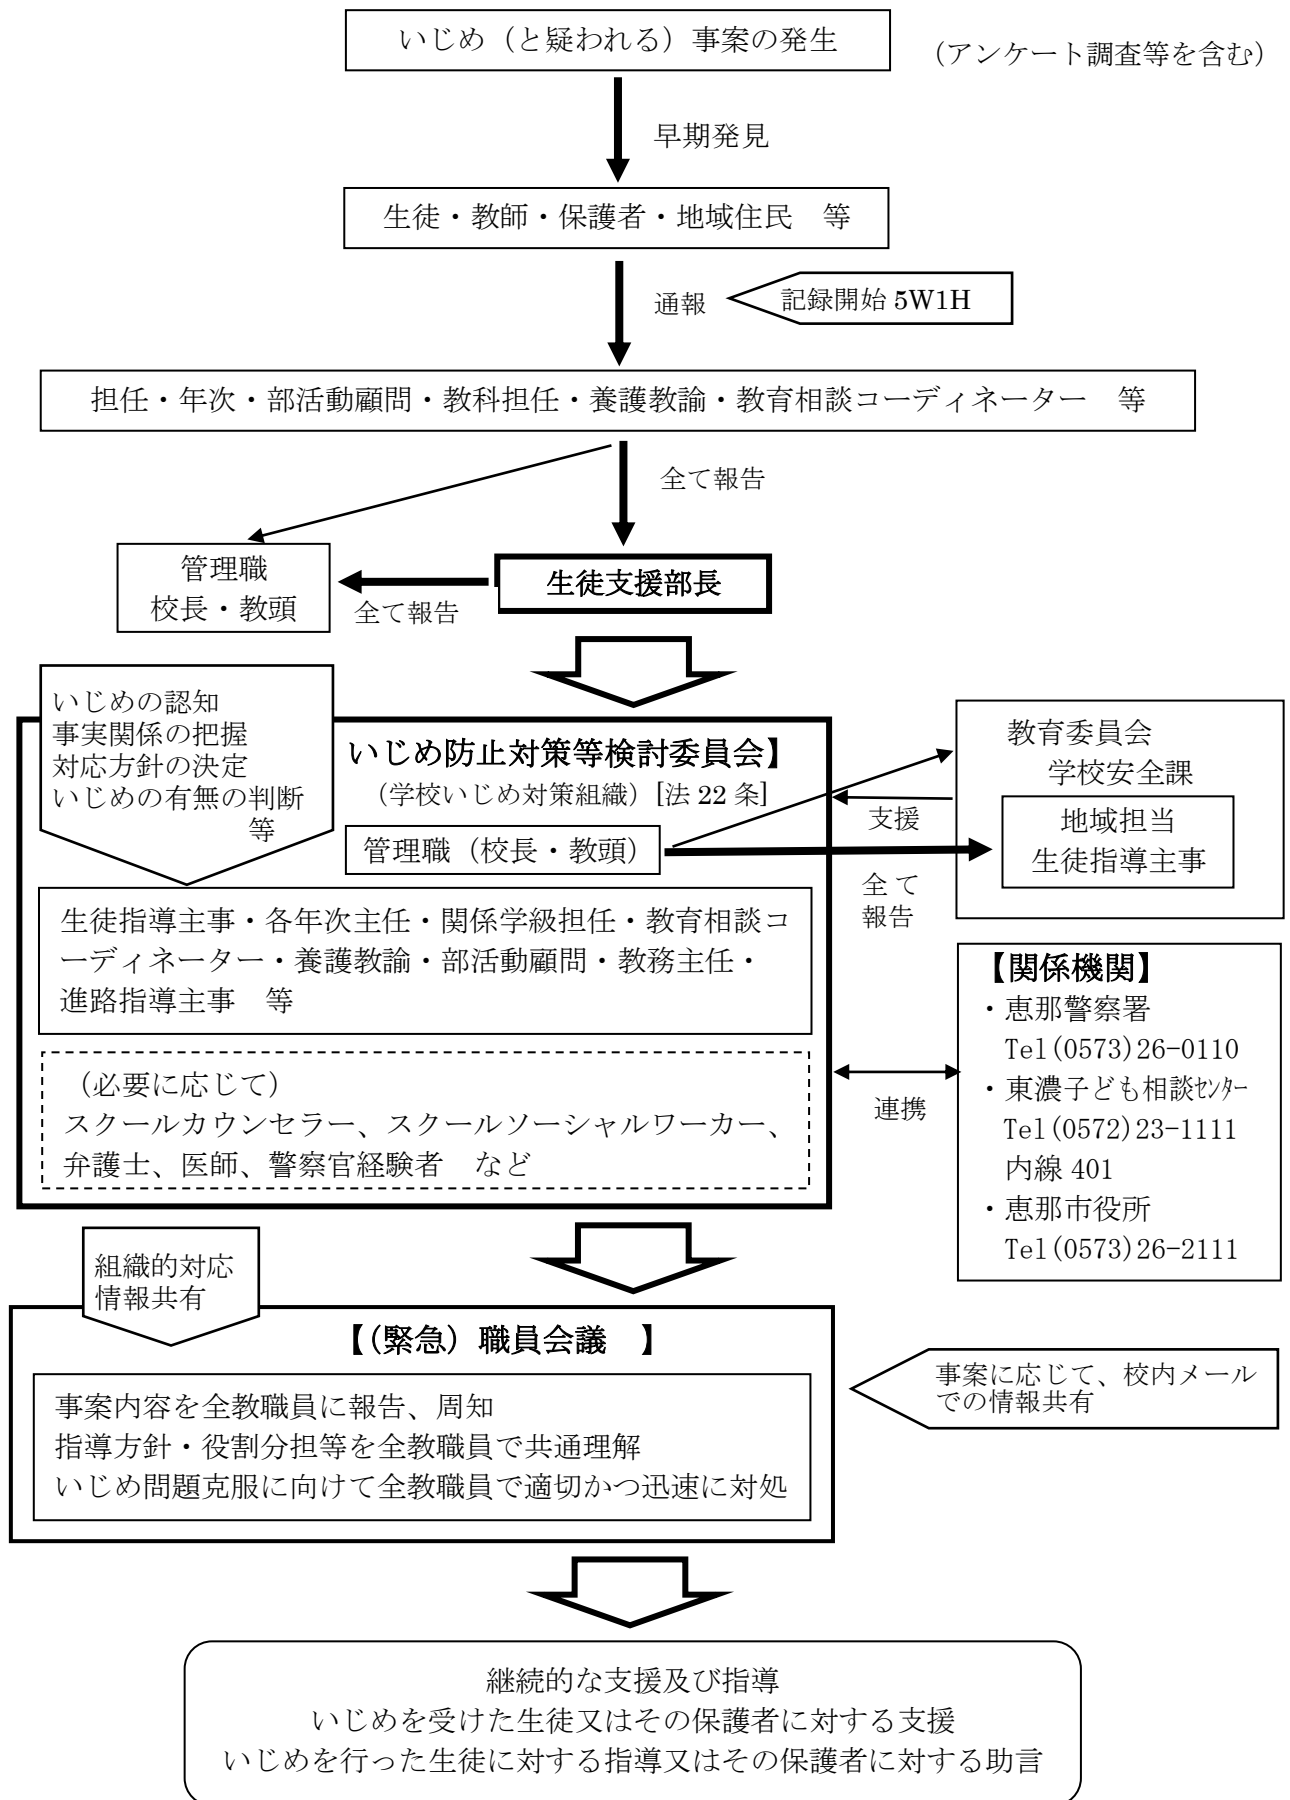 いじめ（と疑われる）事案の発生
（アンケート調査等を含む）
早期発見
生徒・教師・保護者・地域住民　等
通報
記録開始 5W1H
担任・年次・部活動顧問・教科担任・養護教諭・教育相談コーディネーター　等
全て報告
管理職
校長・教頭
全て報告
生徒支援部長
いじめの認知
事実関係の把握
対応方針の決定
いじめの有無の判断
等
いじめ防止対策等検討委員会】
（学校いじめ対策組織）[法 22 条]
管理職（校長・教頭）
教育委員会
学校安全課
支援
地域担当
生徒指導主事
全て
報告
生徒指導主事・各年次主任・関係学級担任・教育相談コ
ーディネーター・養護教諭・部活動顧問・教務主任・
進路指導主事　等
（必要に応じて）
スクールカウンセラー、スクールソーシャルワーカー、
弁護士、医師、警察官経験者　など
連携
【関係機関】
・恵那警察署
Tel(0573)26-0110
・東濃子ども相談ｾﾝﾀｰ
Tel(0572)23-1111
内線 401
・恵那市役所
Tel(0573)26-2111
組織的対応
情報共有
【（緊急）職員会議　】
事案内容を全教職員に報告、周知
指導方針・役割分担等を全教職員で共通理解
いじめ問題克服に向けて全教職員で適切かつ迅速に対処
事案に応じて、校内メール
での情報共有
継続的な支援及び指導
いじめを受けた生徒又はその保護者に対する支援
いじめを行った生徒に対する指導又はその保護者に対する助言